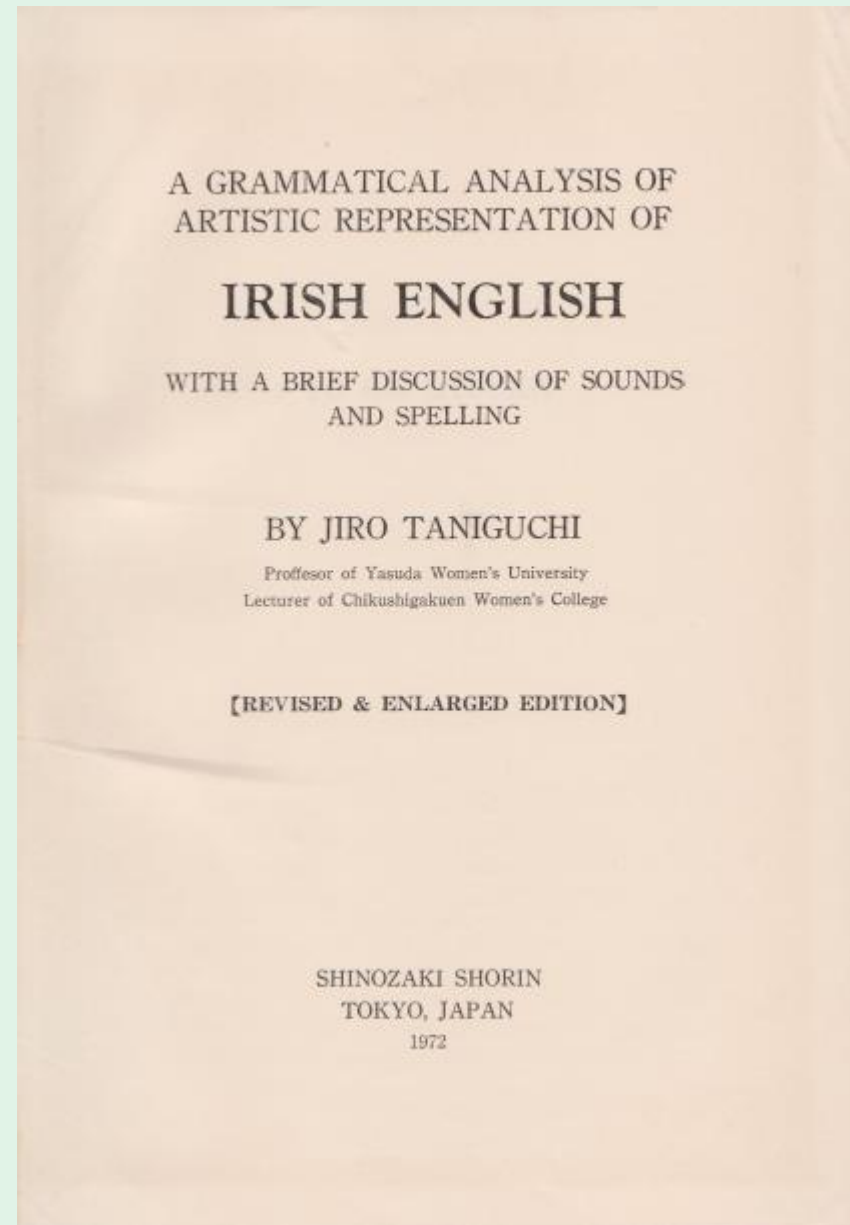 A GRAMMATICAL ANALYSIS OF
ARTISTIC REPRESENTATION OF
IRISH ENGLISH
WITH A BRIEF DISCUSSION OF SOUNDS
AND SPELLING
BY JIRO TANIGUCHI
Proffesor of Yasuda Women's University
Lecturer of Chikushigakuen Women's College
【REVISED & ENLARGED EDITION】
SHINOZAKI SHORIN
TOKYO, JAPAN
1972